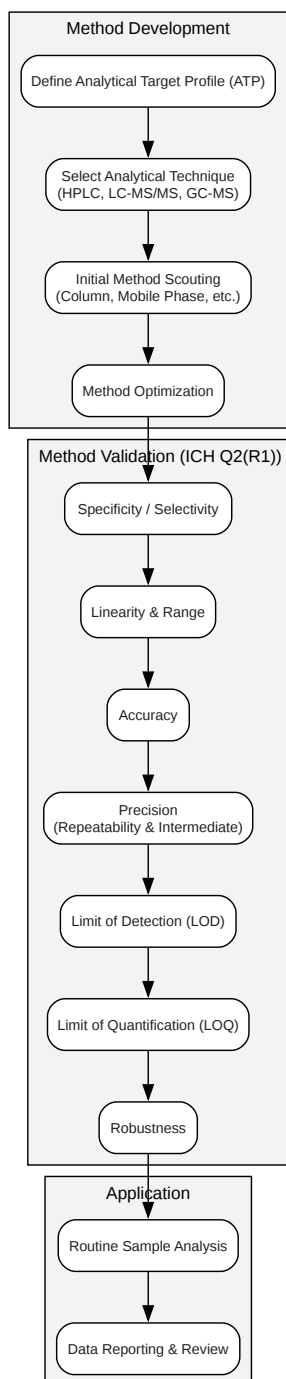 Method Development
Define Analytical Target Profile (ATP)
Select Analytical Technique
(HPLC, LC-MS/MS, GC-MS)
Initial Method Scouting
(Column, Mobile Phase, etc.)
Method Optimization
Method Validation (ICH Q2(R1))
Specificity / Selectivity
Linearity & Range
Accuracy
Precision
(Repeatability & Intermediate)
Limit of Detection (LOD)
Limit of Quantification (LOQ)
Robustness
Application
Routine Sample Analysis
Data Reporting & Review